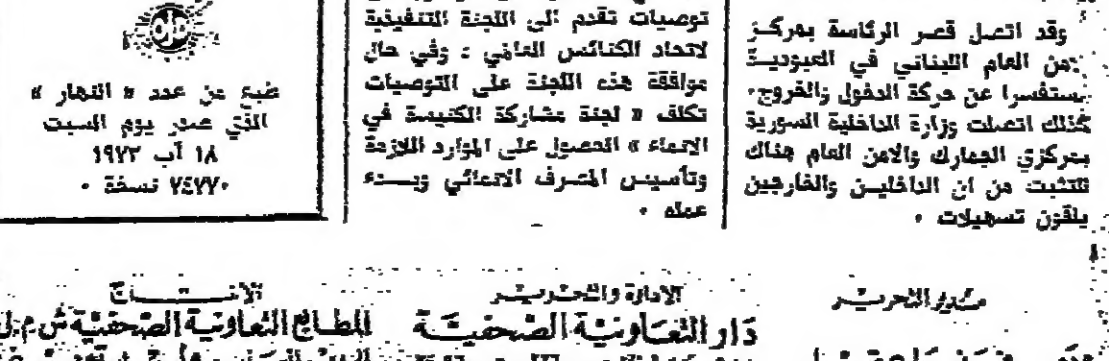 وقد اتصل قصر الرئاسة بمركز
الامن العام اللبناني في العبودية
مستفسرا عن حركة الدخول والخروج.
كذلك اتصلت وزارة الداخلية السورية
بمركزي الجمارك والامن العام هناك
للتثبت من ان الداخلين والخارجين
يلقون تسهيلات .
توصيات تقدم الى اللجنة التنفيذية
لاتحاد الكنائس العالمي : وفي حال
موافقة هذه اللجنة على التوصيات
تكلف « لجنة مشاركة الكنيسة في
الانماء » الحصول على الموارد اللازمة
وتأسيس المصرف الانمائي وبدء
عمله .
طبع من عدد « النهار »
الذي صدر يوم السبت
١٨ آب ١٩٧٣
٧٤٧٧٠ نسخة .
مدير التحرير
الادارة والتحرير
دار التعاونية الصحفية
الانتاج
المطابع التعاونية الصحفية ش.م.ل